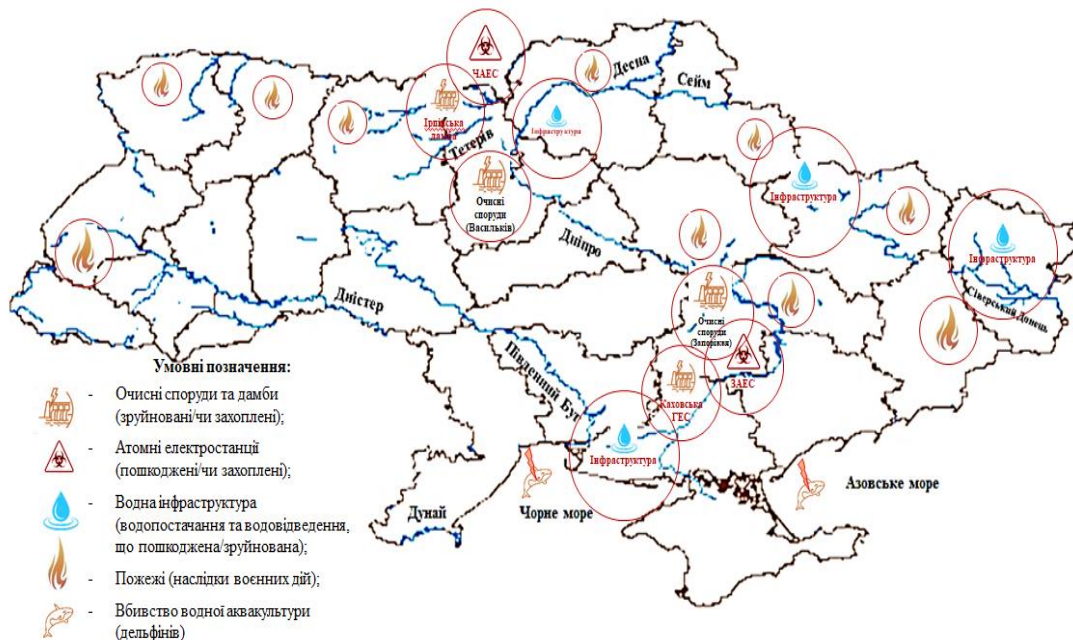 ЧАЕС
Десна
Сейм
Ірпінська
дамба
Інфраструктура
Тетерів
Очисні
споруди
(Васильків)
Інфраструктура
Інфраструктура
Дніпро
Сіверський Донець
Дністер
Очисні
споруди
(Запоріжжя)
Південний Буг
ЗАЕС
Каховська
ГЕС
Інфраструктура
Азовське море
Чорне море
Дунай
Умовні позначення:
- Очисні споруди та дамби
(зруйновані/чи захоплені);
- Атомні електростанції
(пошкоджені/чи захоплені);
- Водна інфраструктура
(водопостачання та водовідведення,
що пошкоджена/зруйнована);
- Пожежі (наслідки воєнних дій);
- Вбивство водної аквакультури
(дельфінів)